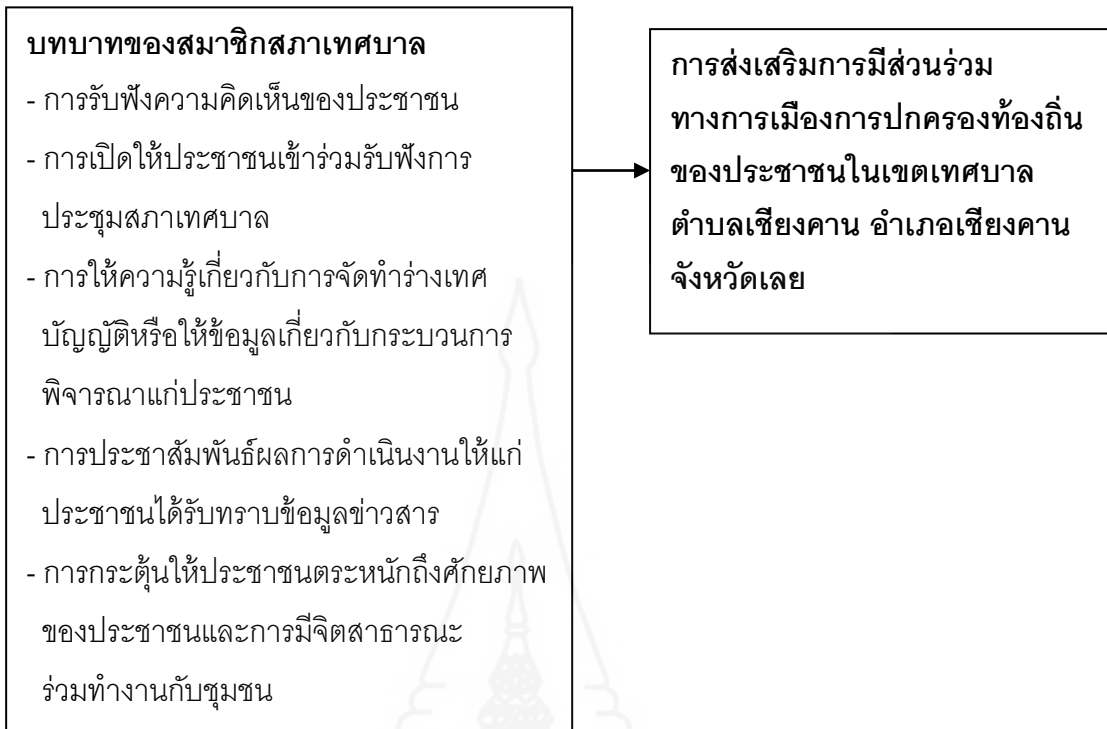 บทบาทของสมาชิกสภาเทศบาล
- การรับฟังความคิดเห็นของประชาชน
- การเปิดให้ประชาชนเข้าร่วมรับฟังการ
ประชุมสภาเทศบาล
- การให้ความรู้เกี่ยวกับการจัดทำร่างเทศ
บัญญัติหรือให้ข้อมูลเกี่ยวกับกระบวนการ
พิจารณาแก่ประชาชน
- การประชาสัมพันธ์ผลการดำเนินงานให้แก่
ประชาชนได้รับทราบข้อมูลข่าวสาร
- การกระตุ้นให้ประชาชนตระหนักถึงศักยภาพ
ของประชาชนและการมีจิตสาธารณะ
ร่วมทำงานกับชุมชน
การส่งเสริมการมีส่วนร่วม
ทางการเมืองการปกครองท้องถิ่น
ของประชาชนในเขตเทศบาล
ตำบลเชียงคาน อำเภอเชียงคาน
จังหวัดเลย